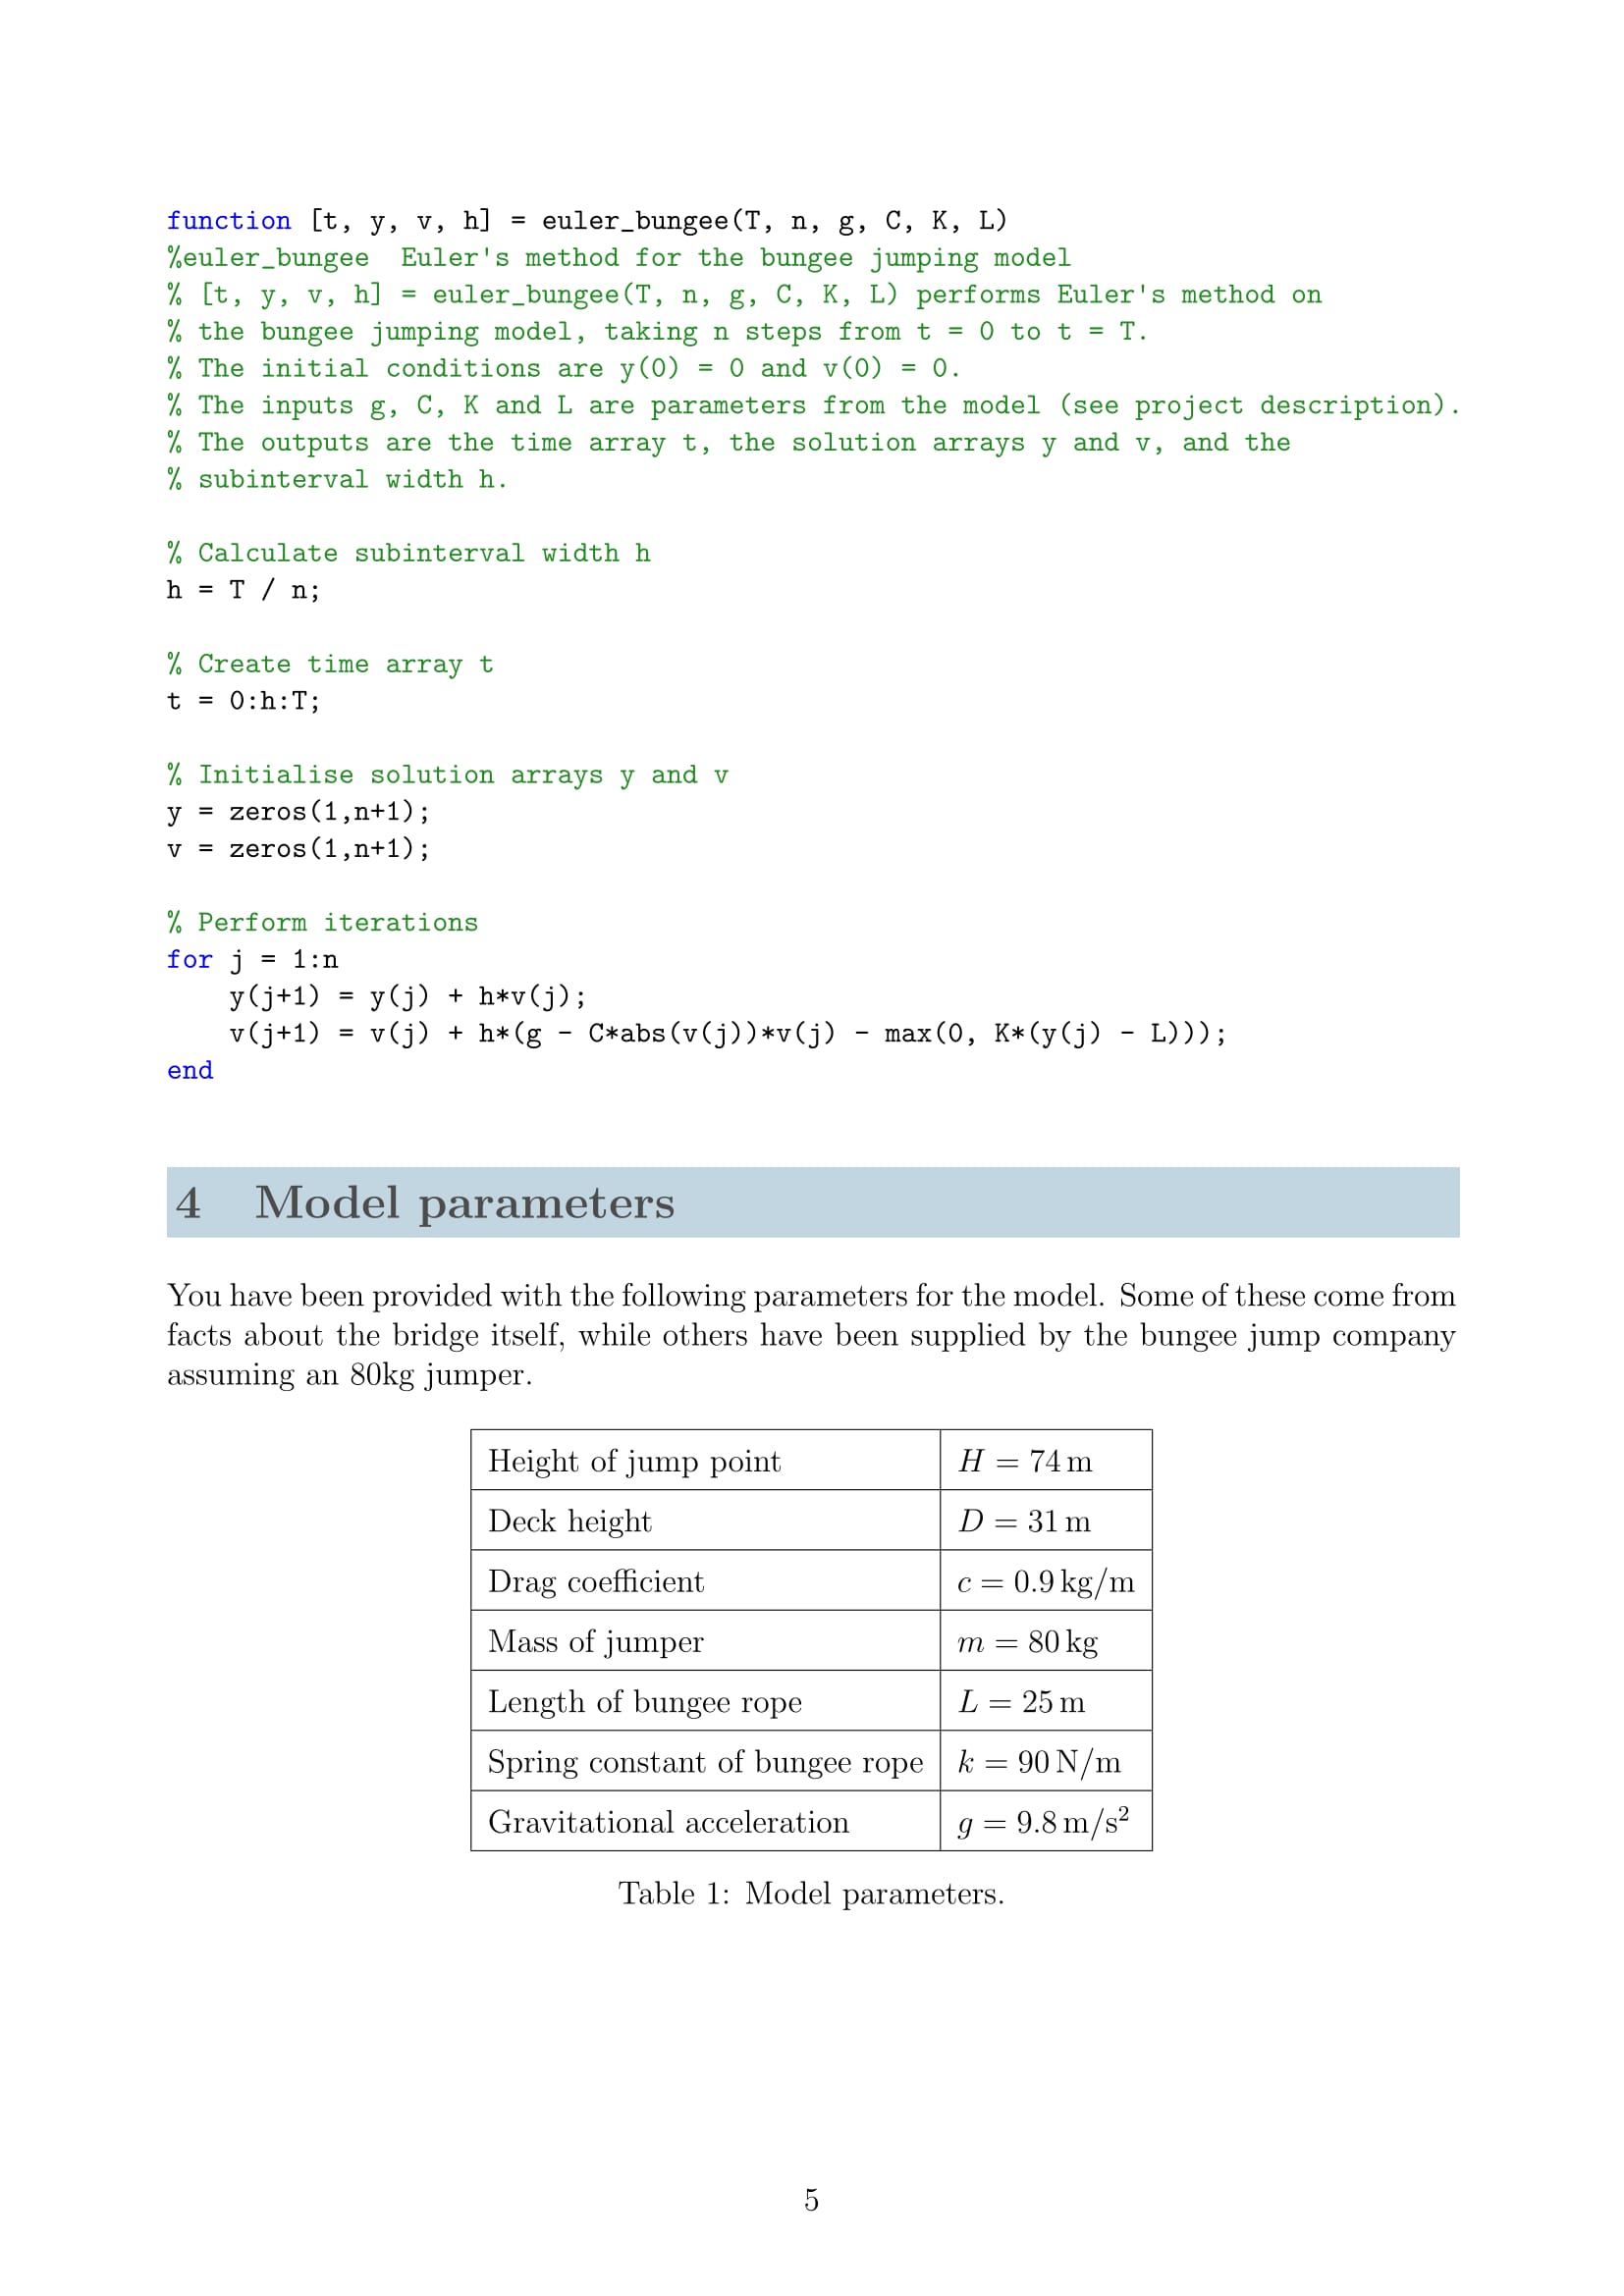 function [t, y, v, h] = euler_bungee(T, n, g, C, K, L)
%euler_bungee  Euler's method for the bungee jumping model
% [t, y, v, h] = euler_bungee(T, n, g, C, K, L) performs Euler's method on
% the bungee jumping model, taking n steps from t = 0 to t = T.
% The initial conditions are y(0) = 0 and v(0) = 0.
% The inputs g, C, K and L are parameters from the model (see project description).
% The outputs are the time array t, the solution arrays y and v, and the
% subinterval width h.
% Calculate subinterval width h
h = T / n;
% Create time array t
t = 0:h:T;
% Initialise solution arrays y and v
y = zeros(1,n+1);
v = zeros(1,n+1);
% Perform iterations
for j = 1:n
    y(j+1) = y(j) + h*v(j);
    v(j+1) = v(j) + h*(g - C*abs(v(j))*v(j) - max(0, K*(y(j) - L)));
end
4 Model parameters
You have been provided with the following parameters for the model. Some of these come from
facts about the bridge itself, while others have been supplied by the bungee jump company
assuming an 80kg jumper.
Height of jump point H = 74 m
Deck height D = 31 m
Drag coefficient c = 0.9 kg/m
Mass of jumper m = 80 kg
Length of bungee rope L = 25 m
Spring constant of bungee rope k = 90 N/m
Gravitational acceleration g = 9.8 m/s²
Table 1: Model parameters.
5